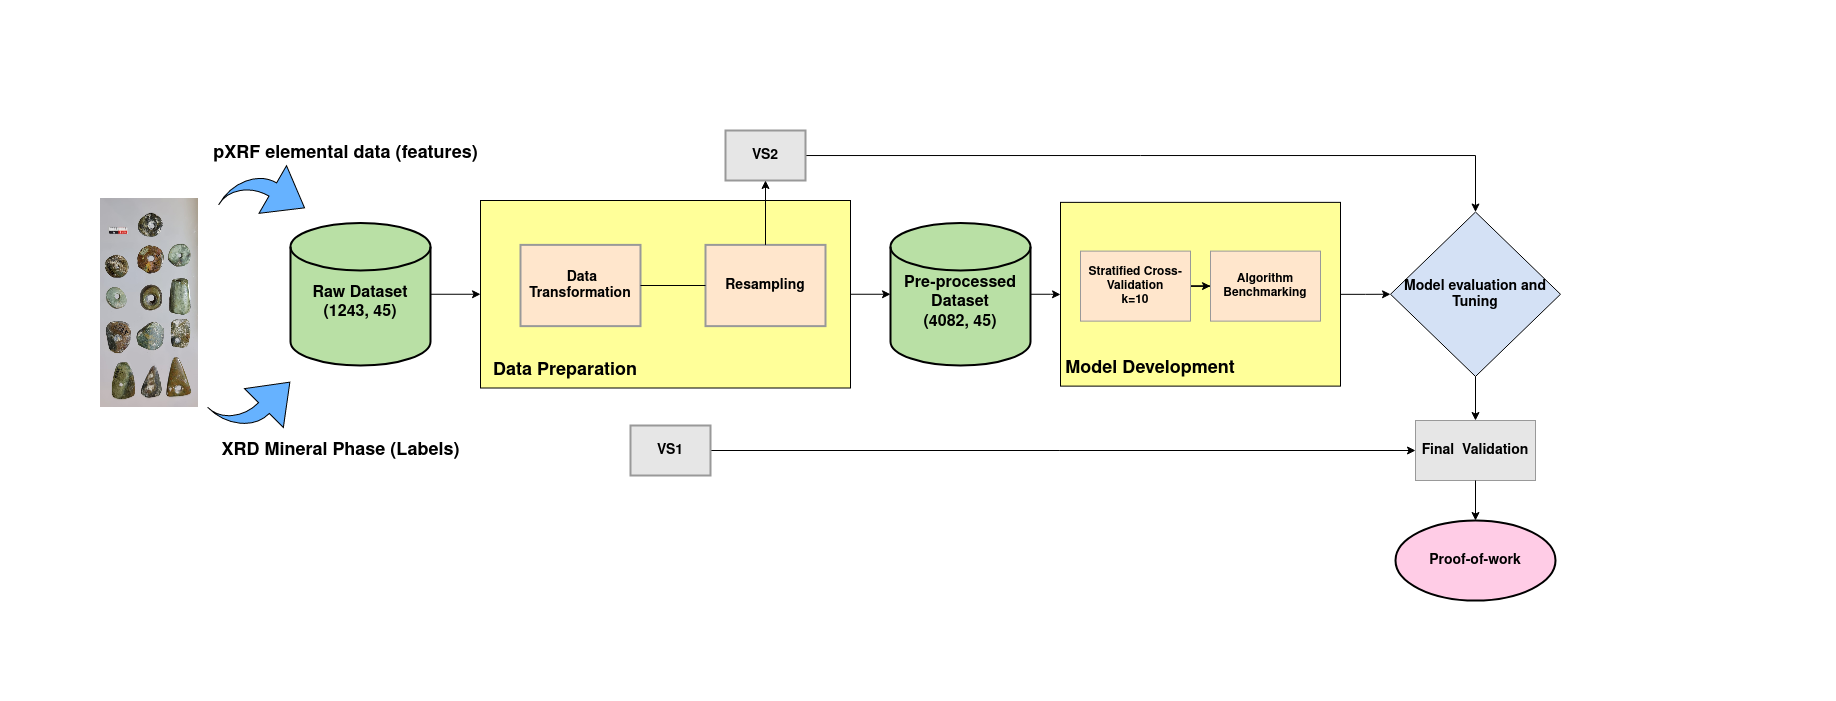 pXRF elemental data (features)
XRD Mineral Phase (Labels)
Raw Dataset
(1243, 45)
Data
Transformation
Resampling
Data Preparation
VS2
Pre-processed
Dataset
(4082, 45)
Stratified Cross-
Validation
k=10
Algorithm
Benchmarking
Model Development
Model evaluation and
Tuning
VS1
Final  Validation
Proof-of-work